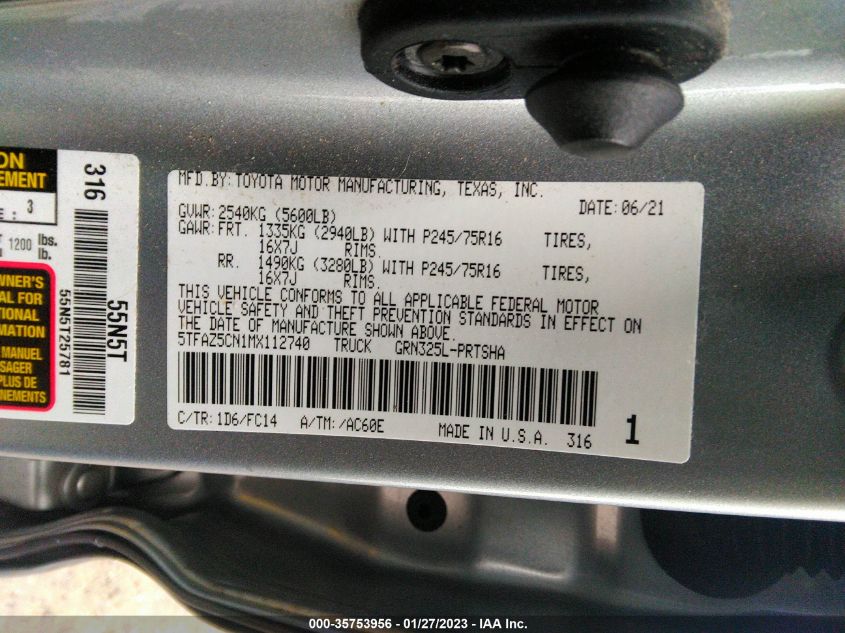 ON
EMENT
E : 3
1200 lbs.
lb.
OWNER'S
AL FOR
TIONAL
RMATION
MANUEL
SAGER
PLUS DE
NEMENTS
316
55N5T
55N5T25781
MFD.BY:TOYOTA MOTOR MANUFACTURING, TEXAS, INC.
DATE:06/21
GVWR:2540KG (5600LB)
GAWR:FRT. 1335KG (2940LB) WITH P245/75R16 TIRES,
16X7J RIMS.
RR. 1490KG (3280LB) WITH P245/75R16 TIRES,
16X7J RIMS.
THIS VEHICLE CONFORMS TO ALL APPLICABLE FEDERAL MOTOR
VEHICLE SAFETY AND THEFT PREVENTION STANDARDS IN EFFECT ON
THE DATE OF MANUFACTURE SHOWN ABOVE.
5TFAZ5CN1MX112740 TRUCK GRN325L-PRTSHA
C/TR:1D6/FC14 A/TM:/AC60E MADE IN U.S.A. 316 1
000-35753956 - 01/27/2023 - IAA Inc.